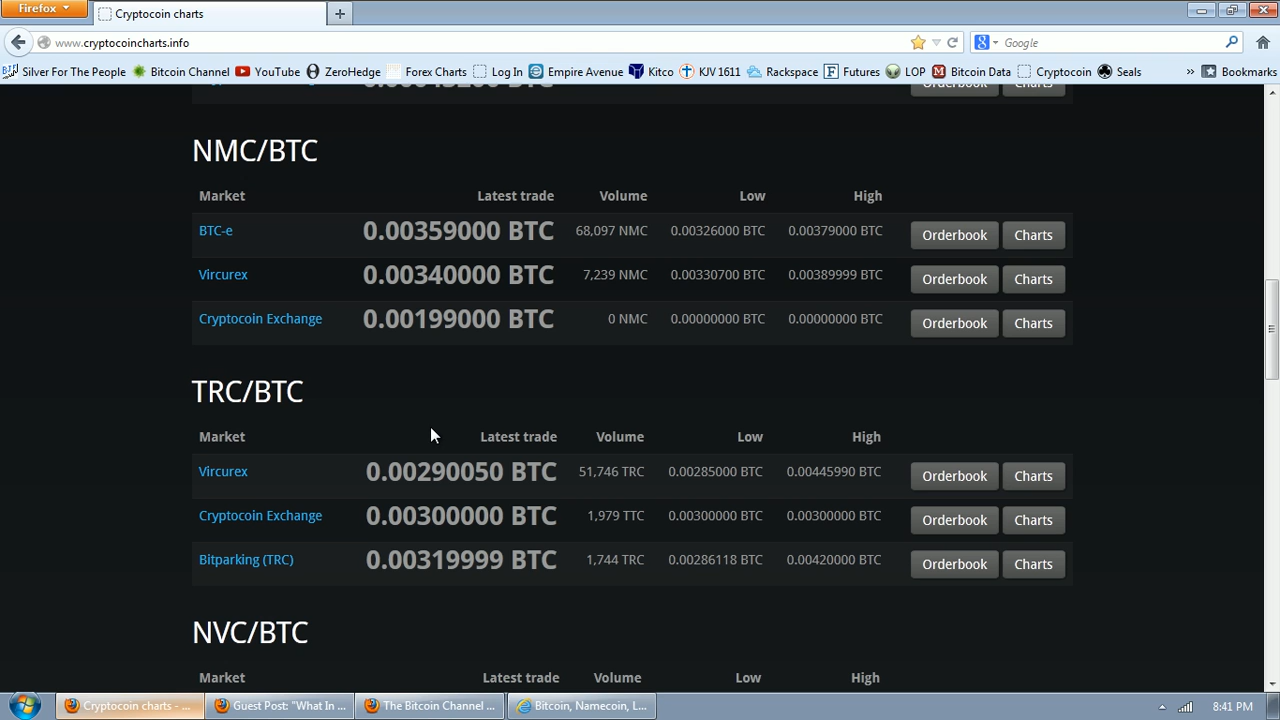 Firefox
Cryptocoin charts
www.cryptocoincharts.info
Google
Silver For The People Bitcoin Channel YouTube ZeroHedge Forex Charts Log In Empire Avenue Kitco KJV 1611 Rackspace Futures LOP Bitcoin Data Cryptocoin Seals » Bookmarks
Orderbook Charts
NMC/BTC
Market Latest trade Volume Low High
BTC-e 0.00359000 BTC 68,097 NMC 0.00326000 BTC 0.00379000 BTC Orderbook Charts
Vircurex 0.00340000 BTC 7,239 NMC 0.00330700 BTC 0.00389999 BTC Orderbook Charts
Cryptocoin Exchange 0.00199000 BTC 0 NMC 0.00000000 BTC 0.00000000 BTC Orderbook Charts
TRC/BTC
Market Latest trade Volume Low High
Vircurex 0.00290050 BTC 51,746 TRC 0.00285000 BTC 0.00445990 BTC Orderbook Charts
Cryptocoin Exchange 0.00300000 BTC 1,979 TTC 0.00300000 BTC 0.00300000 BTC Orderbook Charts
Bitparking (TRC) 0.00319999 BTC 1,744 TRC 0.00286118 BTC 0.00420000 BTC Orderbook Charts
NVC/BTC
Market Latest trade Volume Low High
Cryptocoin charts - ... Guest Post: "What In ... The Bitcoin Channel ... Bitcoin, Namecoin, L... 8:41 PM